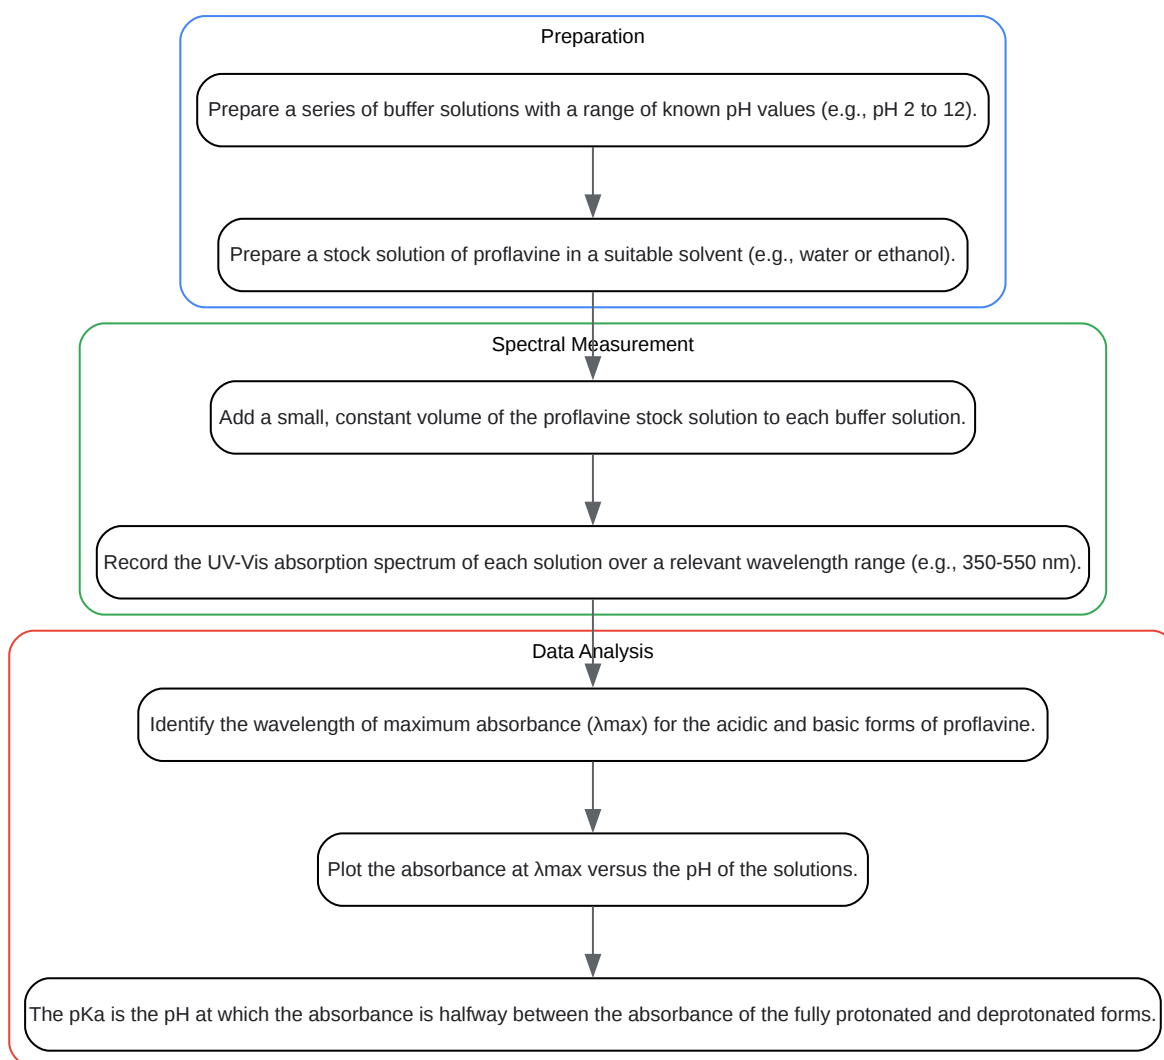 Preparation
Prepare a series of buffer solutions with a range of known pH values (e.g., pH 2 to 12).
Prepare a stock solution of proflavine in a suitable solvent (e.g., water or ethanol).
Spectral Measurement
Add a small, constant volume of the proflavine stock solution to each buffer solution.
Record the UV-Vis absorption spectrum of each solution over a relevant wavelength range (e.g., 350-550 nm).
Data Analysis
Identify the wavelength of maximum absorbance (λmax) for the acidic and basic forms of proflavine.
Plot the absorbance at λmax versus the pH of the solutions.
The pKa is the pH at which the absorbance is halfway between the absorbance of the fully protonated and deprotonated forms.